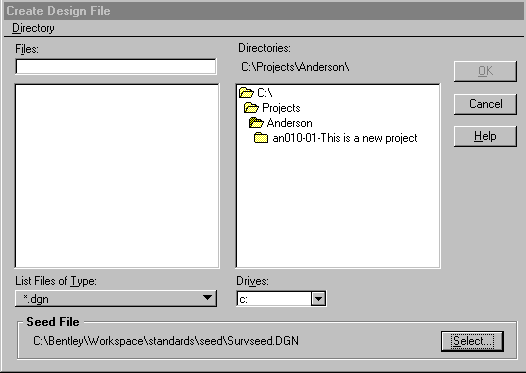 Create Design File
Directory
Files:
Directories:
C:\Projects\Anderson\
OK
Cancel
Help
C:\
Projects
Anderson
an010-01-This is a new project
List Files of Type:
*.dgn
Drives:
c:
Seed File
C:\Bentley\Workspace\standards\seed\Survseed.DGN
Select...